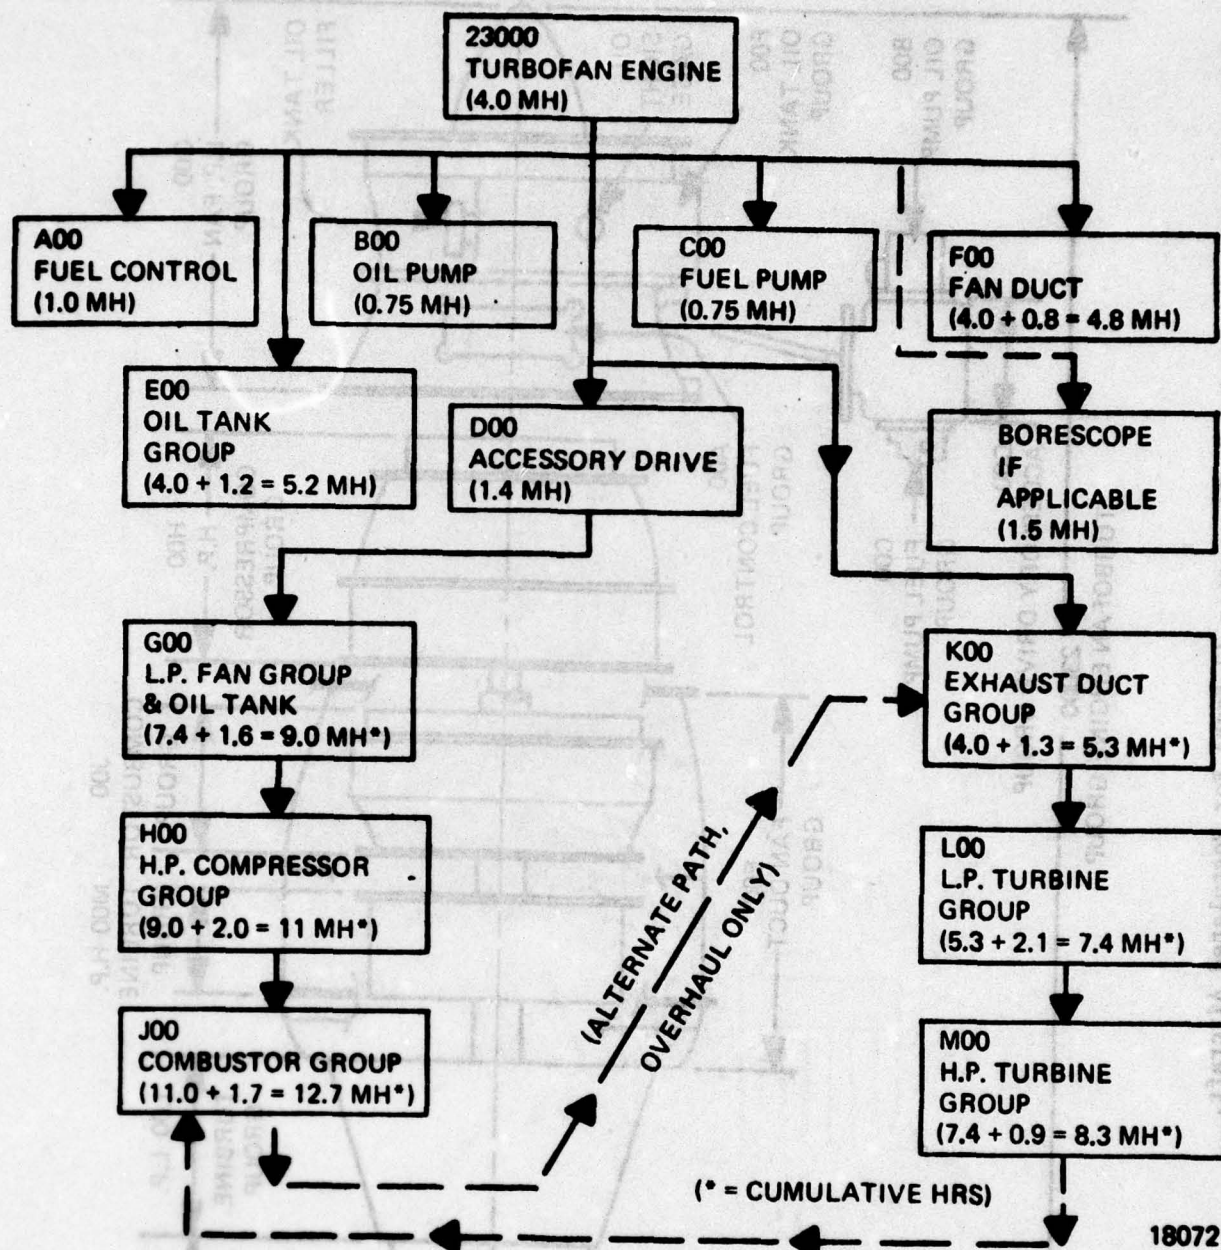 23000
TURBOFAN ENGINE
(4.0 MH)
A00
FUEL CONTROL
(1.0 MH)
B00
OIL PUMP
(0.75 MH)
C00
FUEL PUMP
(0.75 MH)
F00
FAN DUCT
(4.0 + 0.8 = 4.8 MH)
E00
OIL TANK
GROUP
(4.0 + 1.2 = 5.2 MH)
D00
ACCESSORY DRIVE
(1.4 MH)
BORESCOPE
IF
APPLICABLE
(1.5 MH)
G00
L.P. FAN GROUP
& OIL TANK
(7.4 + 1.6 = 9.0 MH*)
K00
EXHAUST DUCT
GROUP
(4.0 + 1.3 = 5.3 MH*)
H00
H.P. COMPRESSOR
GROUP
(9.0 + 2.0 = 11 MH*)
L00
L.P. TURBINE
GROUP
(5.3 + 2.1 = 7.4 MH*)
(ALTERNATE PATH,
OVERHAUL ONLY)
J00
COMBUSTOR GROUP
(11.0 + 1.7 = 12.7 MH*)
M00
H.P. TURBINE
GROUP
(7.4 + 0.9 = 8.3 MH*)
(* = CUMULATIVE HRS)
18072